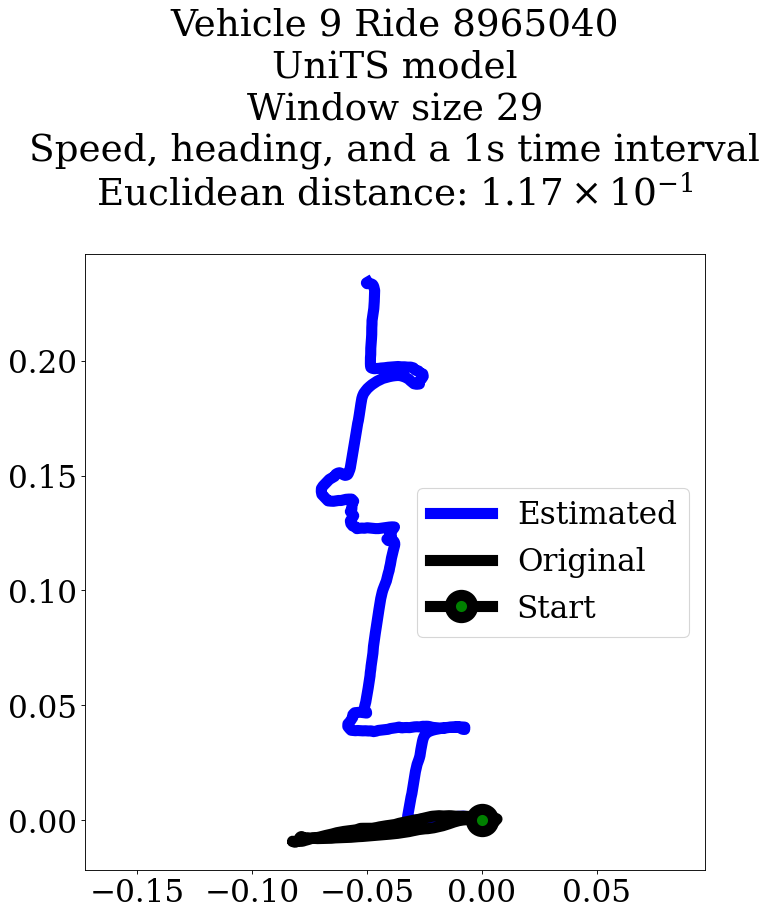 Vehicle 9 Ride 8965040
UniTS model
Window size 29
Speed, heading, and a 1s time interval
Euclidean distance: 1.17 × 10⁻¹
0.20
0.15
0.10
0.05
0.00
Estimated
Original
Start
−0.15 −0.10 −0.05 0.00 0.05